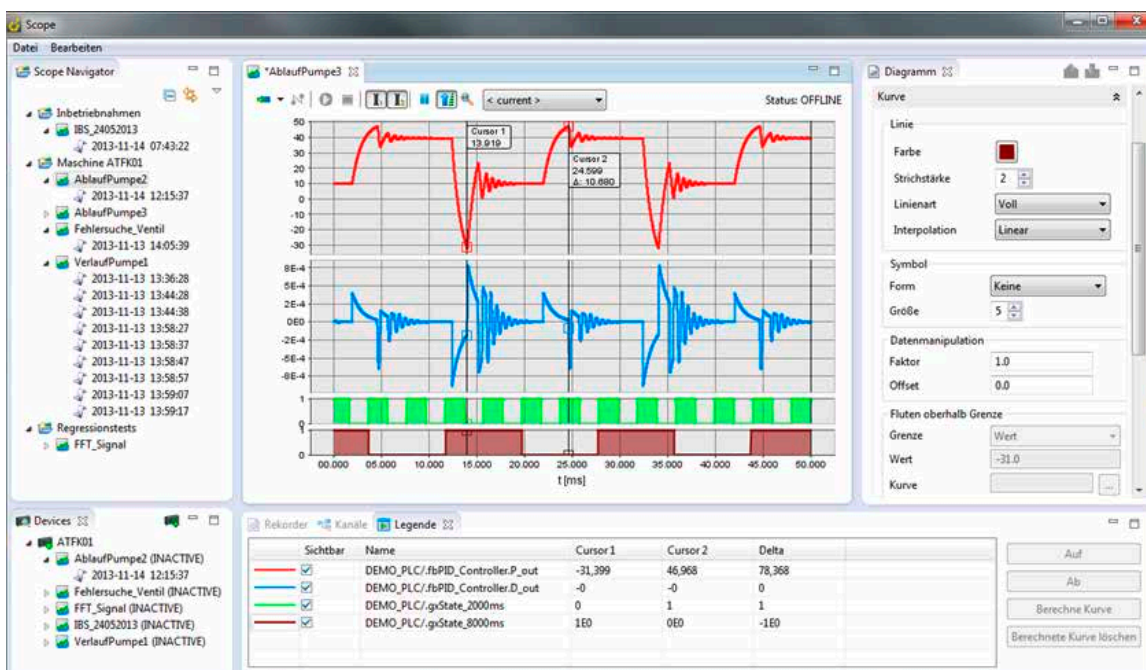 Scope
Datei Bearbeiten
Scope Navigator
Inbetriebnahmen
IBS_24052013
2013-11-14 07:43:22
Maschine ATFK01
AblaufPumpe2
2013-11-14 12:15:37
AblaufPumpe3
Fehlersuche_Ventil
2013-11-13 14:05:39
VerlaufPumpe1
2013-11-13 13:36:28
2013-11-13 13:44:28
2013-11-13 13:44:38
2013-11-13 13:58:27
2013-11-13 13:58:37
2013-11-13 13:58:47
2013-11-13 13:58:57
2013-11-13 13:59:07
2013-11-13 13:59:17
Regressionstests
FFT_Signal
*AblaufPumpe3
< current > Status: OFFLINE
50
40
30
20
10
0
-10
-20
-30
Cursor 1
13.919
Cursor 2
24.599
Δ: 10.680
8E-4
5E-4
2E-4
0E0
-2E-4
-5E-4
-8E-4
1
0
00.000 05.000 10.000 15.000 20.000 25.000 30.000 35.000 40.000 45.000 50.000
t [ms]
Diagramm
Kurve
Linie
Farbe
Strichstärke 2
Linienart Voll
Interpolation Linear
Symbol
Form Keine
Größe 5
Datenmanipulation
Faktor 1.0
Offset 0.0
Fluten oberhalb Grenze
Grenze Wert
Wert -31.0
Kurve ...
Devices
ATFK01
AblaufPumpe2 (INACTIVE)
2013-11-14 12:15:37
Fehlersuche_Ventil (INACTIVE)
FFT_Signal (INACTIVE)
IBS_24052013 (INACTIVE)
VerlaufPumpe1 (INACTIVE)
Rekorder Kanäle Legende
Sichtbar Name Cursor 1 Cursor 2 Delta
DEMO_PLC/.fbPID_Controller.P_out -31,399 46,968 78,368
DEMO_PLC/.fbPID_Controller.D_out -0 -0 0
DEMO_PLC/.gxState_2000ms 0 1 1
DEMO_PLC/.gxState_8000ms 1E0 0E0 -1E0
Auf
Ab
Berechne Kurve
Berechnete Kurve löschen